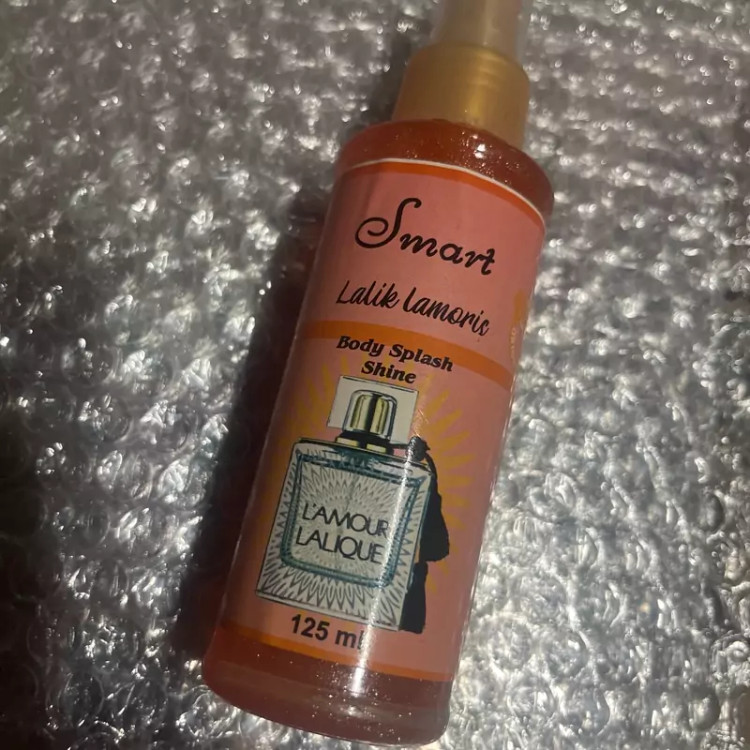 Smart
Lalik lamoris
Body Splash
Shine
L'AMOUR
LALIQUE
125 ml